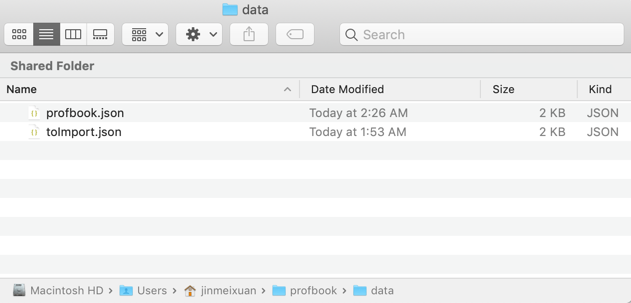 data
Search
Shared Folder
Name Date Modified Size Kind
profbook.json Today at 2:26 AM 2 KB JSON
toImport.json Today at 1:53 AM 2 KB JSON
Macintosh HD Users jinmeixuan profbook data